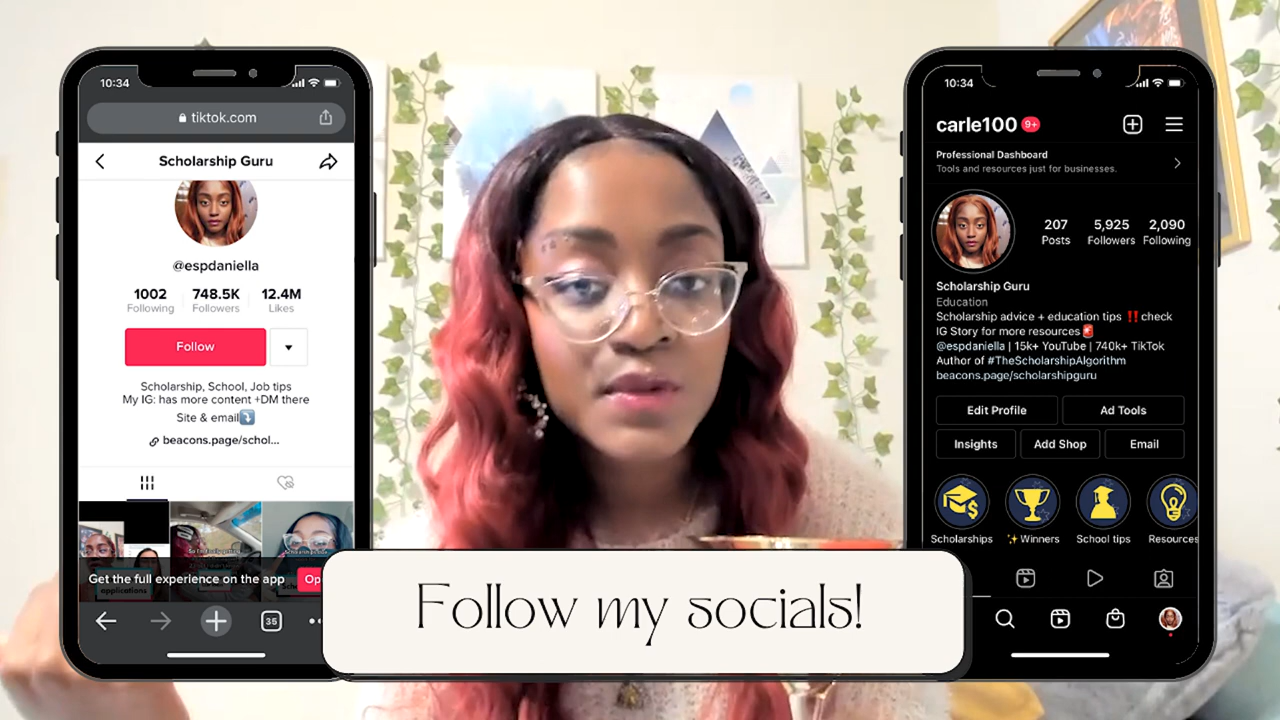 10:34
tiktok.com
Scholarship Guru
@espdaniella
1002 748.5K 12.4M
Following Followers Likes
Follow
Scholarship, School, Job tips
My IG: has more content +DM there
Site & email
beacons.page/schol...
applications
Get the full experience on the app
Op
35
10:34
carle100 9+
Professional Dashboard
Tools and resources just for businesses.
207 5,925 2,090
Posts Followers Following
Scholarship Guru
Education
Scholarship advice + education tips ‼️check
IG Story for more resources🚨
@espdaniella | 15k+ YouTube | 740k+ TikTok
Author of #TheScholarshipAlgorithm
beacons.page/scholarshipguru
Edit Profile Ad Tools
Insights Add Shop Email
Scholarships ✨Winners School tips Resources
Follow my socials!